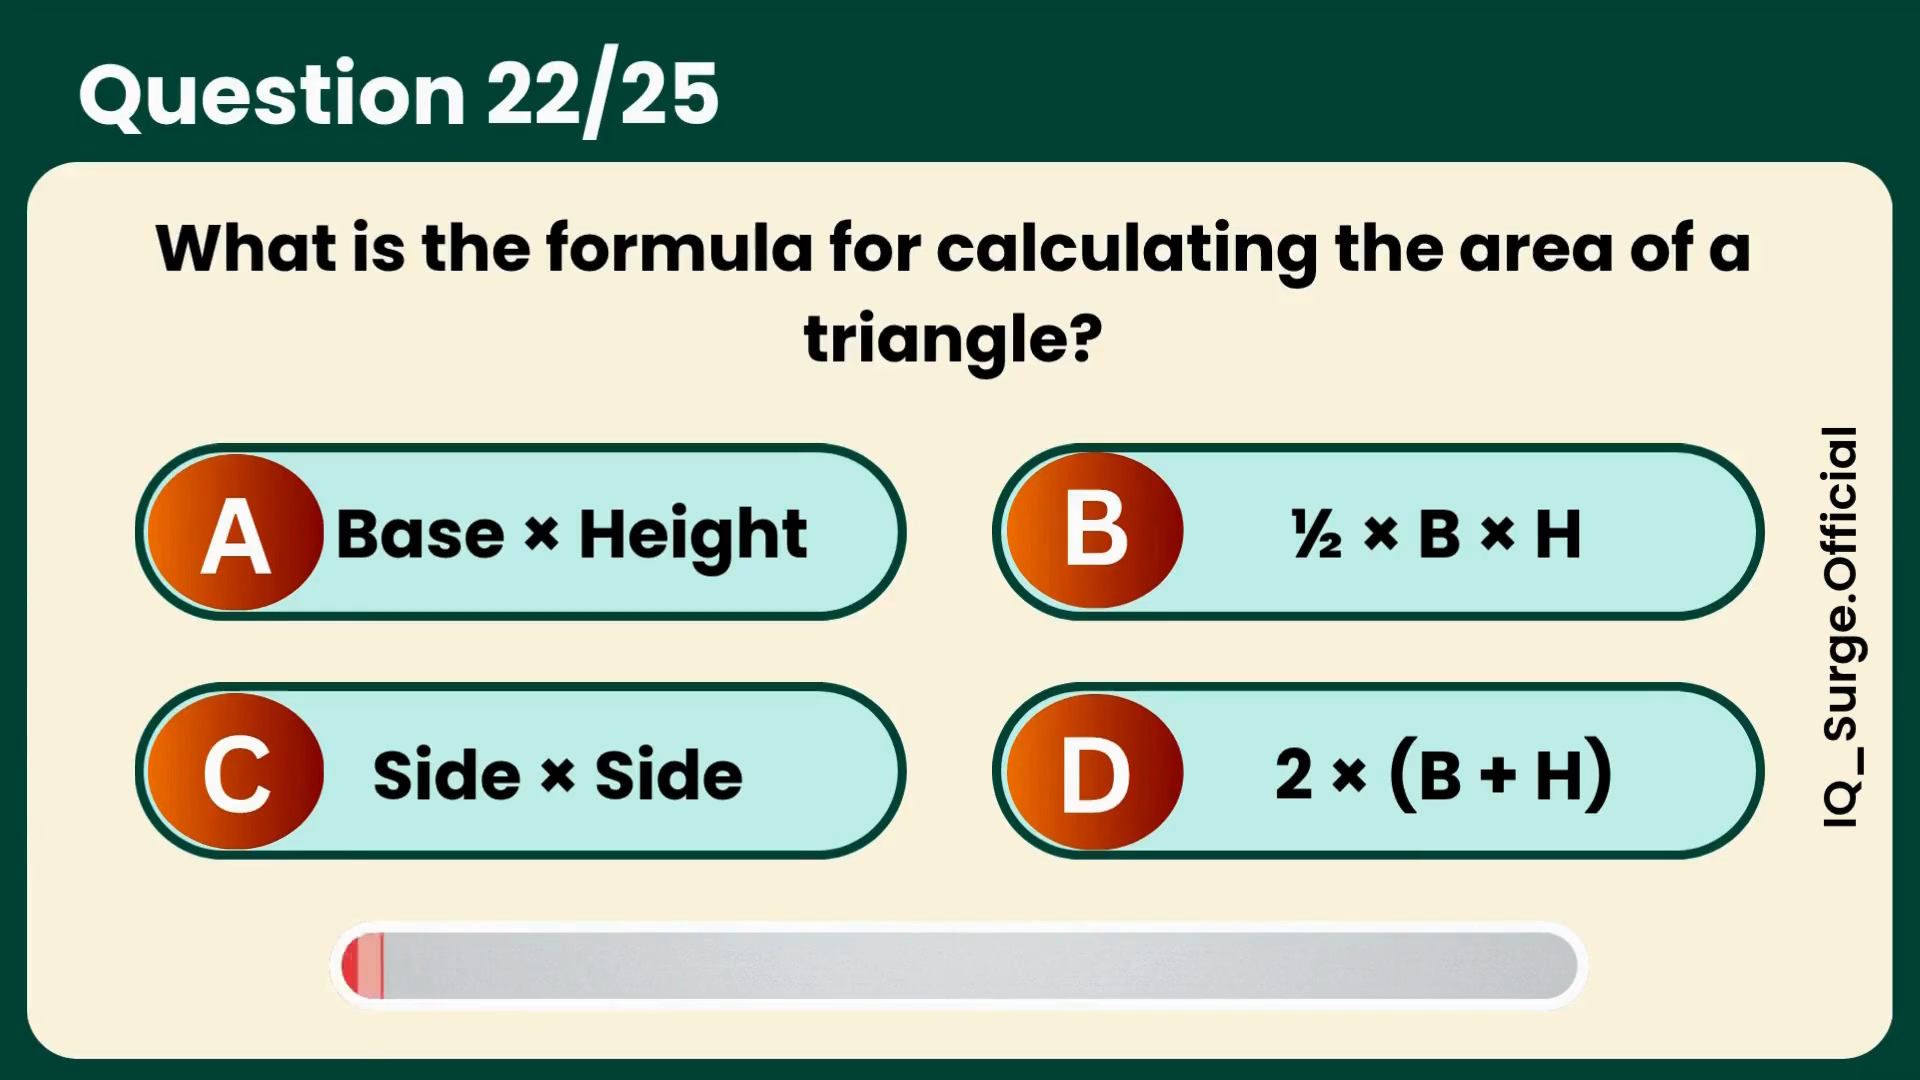 Question 22/25
What is the formula for calculating the area of a
triangle?
A Base × Height
B ½ × B × H
C Side × Side
D 2 × (B + H)
IQ_Surge.Official